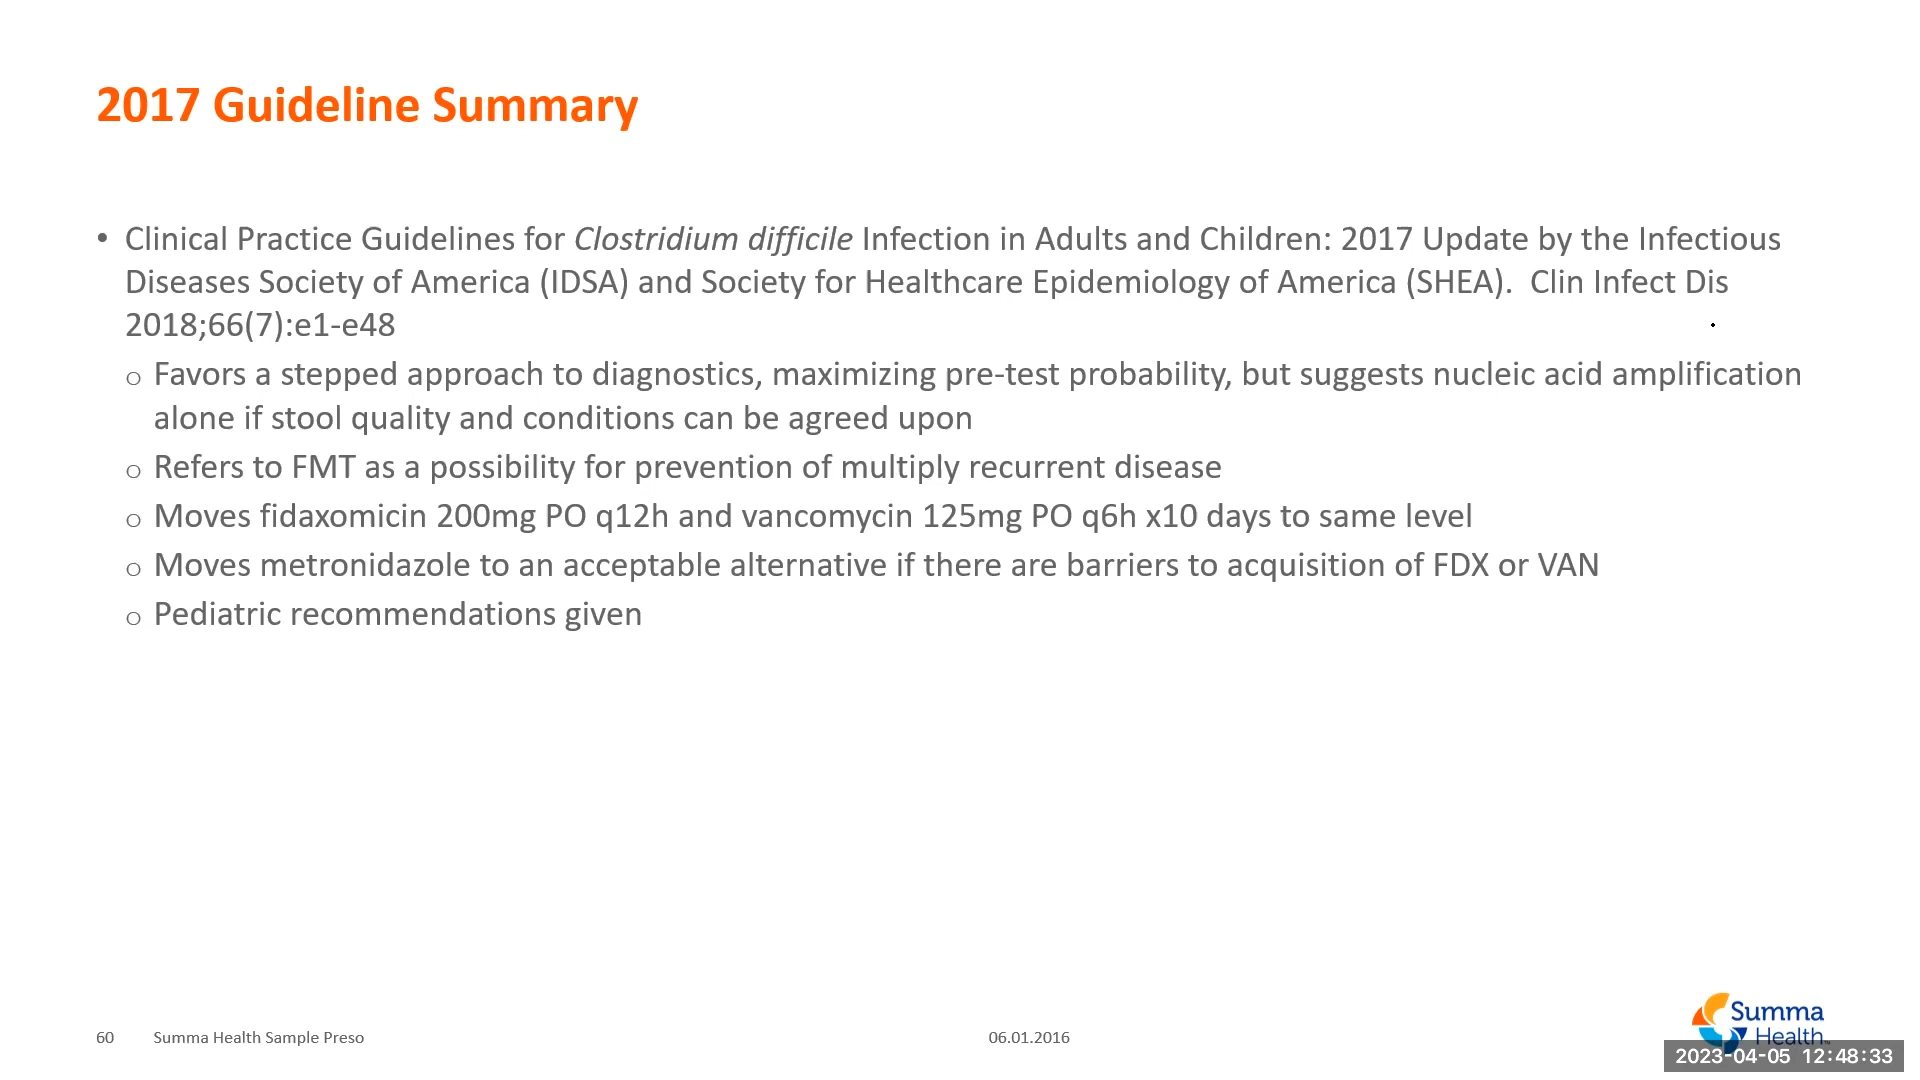 2017 Guideline Summary
• Clinical Practice Guidelines for Clostridium difficile Infection in Adults and Children: 2017 Update by the Infectious
Diseases Society of America (IDSA) and Society for Healthcare Epidemiology of America (SHEA).  Clin Infect Dis
2018;66(7):e1-e48
o Favors a stepped approach to diagnostics, maximizing pre-test probability, but suggests nucleic acid amplification
alone if stool quality and conditions can be agreed upon
o Refers to FMT as a possibility for prevention of multiply recurrent disease
o Moves fidaxomicin 200mg PO q12h and vancomycin 125mg PO q6h x10 days to same level
o Moves metronidazole to an acceptable alternative if there are barriers to acquisition of FDX or VAN
o Pediatric recommendations given
60 Summa Health Sample Preso 06.01.2016
Summa
Health
2023-04-05 12:48:33